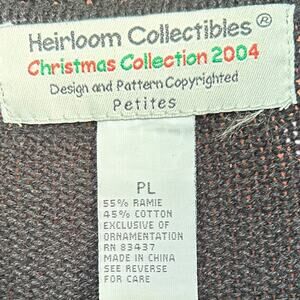 Heirloom Collectibles®
Christmas Collection 2004
Design and Pattern Copyrighted
Petites
PL
55% RAMIE
45% COTTON
EXCLUSIVE OF
ORNAMENTATION
RN 83437
MADE IN CHINA
SEE REVERSE
FOR CARE